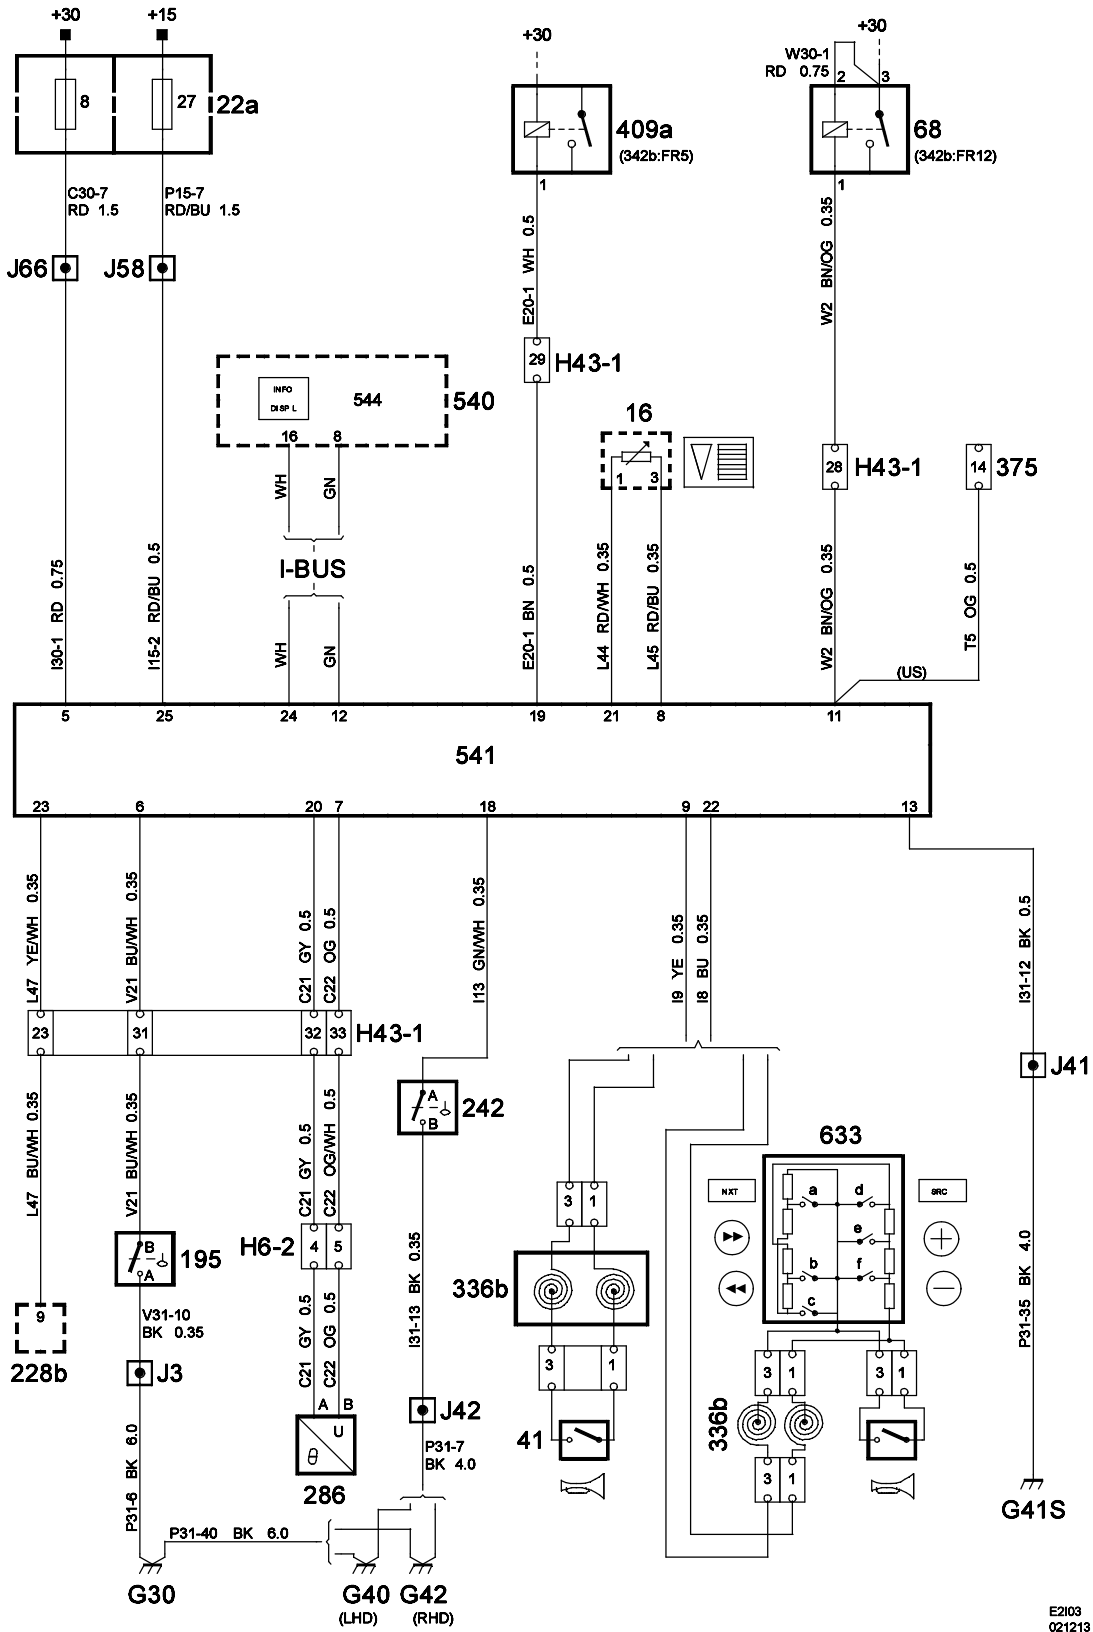 +30
+15
+30
+30
W30-1
RD 0.75
2
3
8
27
22a
409a
(342b:FR5)
68
(342b:FR12)
1
1
C30-7
RD 1.5
P15-7
RD/BU 1.5
J66
J58
E20-1 WH 0.5
W2 BN/OG 0.35
29
H43-1
INFO
DISPL
544
540
16
8
16
1
3
28
H43-1
14
375
WH
GN
I-BUS
WH
GN
I30-1 RD 0.75
I15-2 RD/BU 0.5
E20-1 BN 0.5
L44 RD/WH 0.35
L45 RD/BU 0.35
W2 BN/OG 0.35
T5 OG 0.5
(US)
5
25
24
12
19
21
8
11
541
23
6
20
7
18
9
22
13
L47 YE/WH 0.35
V21 BU/WH 0.35
C21 GY 0.5
C22 OG 0.5
I13 GN/WH 0.35
I9 YE 0.35
I8 BU 0.35
I31-12 BK 0.5
23
31
32
33
H43-1
J41
A
B
242
L47 BU/WH 0.35
V21 BU/WH 0.35
C21 GY 0.5
C22 OG/WH 0.5
633
NXT
SRC
a
d
e
b
f
c
3
1
H6-2
4
5
B
A
195
I31-13 BK 0.35
P31-35 BK 4.0
336b
9
228b
V31-10
BK 0.35
J3
C21 GY 0.5
C22 OG 0.5
3
1
3
1
3
1
A
B
J42
336b
41
U
θ
286
P31-7
BK 4.0
3
1
P31-6 BK 6.0
G41S
P31-40 BK 6.0
G30
G40
(LHD)
G42
(RHD)
E2I03
021213